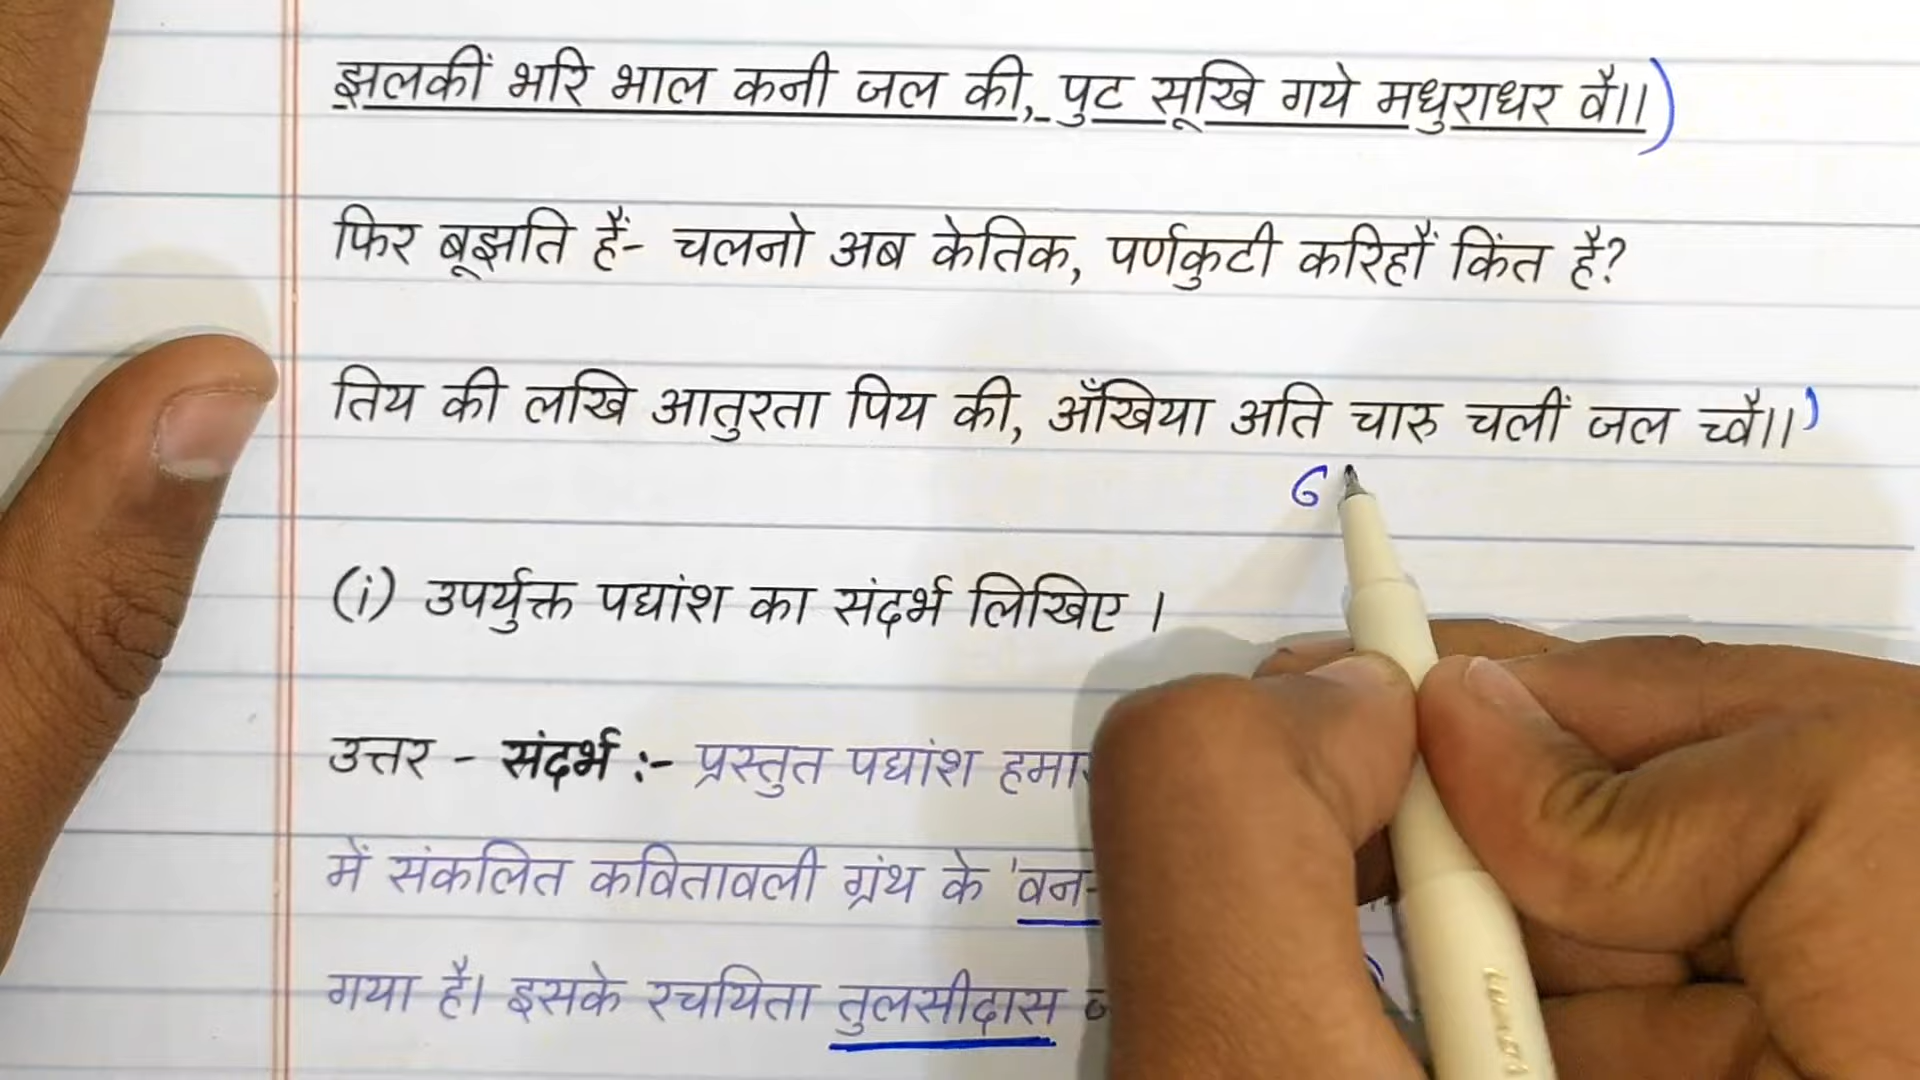 झलकीं भरि भाल कनी जल की, पुट सूखि गये मधुराधर वै।।)
फिर बूझति हैं- चलनो अब केतिक, पर्णकुटी करिहौं कित है?
तिय की लखि आतुरता पिय की, अँखिया अति चारु चलीं जल च्वै।।)
6
(i) उपर्युक्त पद्यांश का संदर्भ लिखिए ।
उत्तर - संदर्भ :- प्रस्तुत पद्यांश
में संकलित कवितावली ग्रंथ के 'वन-
गया है। इसके रचयिता तुलसीदास